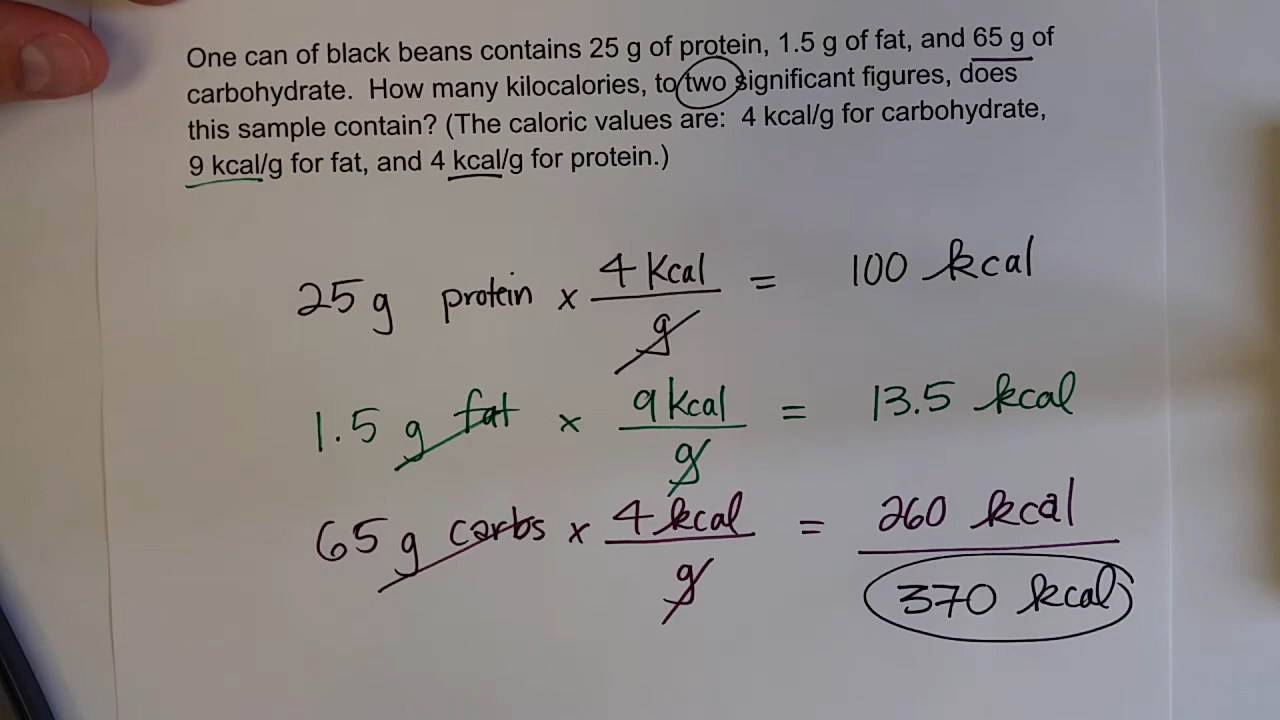 One can of black beans contains 25 g of protein, 1.5 g of fat, and 65 g of
carbohydrate. How many kilocalories, to two significant figures, does
this sample contain? (The caloric values are: 4 kcal/g for carbohydrate,
9 kcal/g for fat, and 4 kcal/g for protein.)
25 g protein x 4 Kcal/g = 100 kcal
1.5 g fat x 9 kcal/g = 13.5 kcal
65 g carbs x 4 kcal/g = 260 kcal
370 kcal